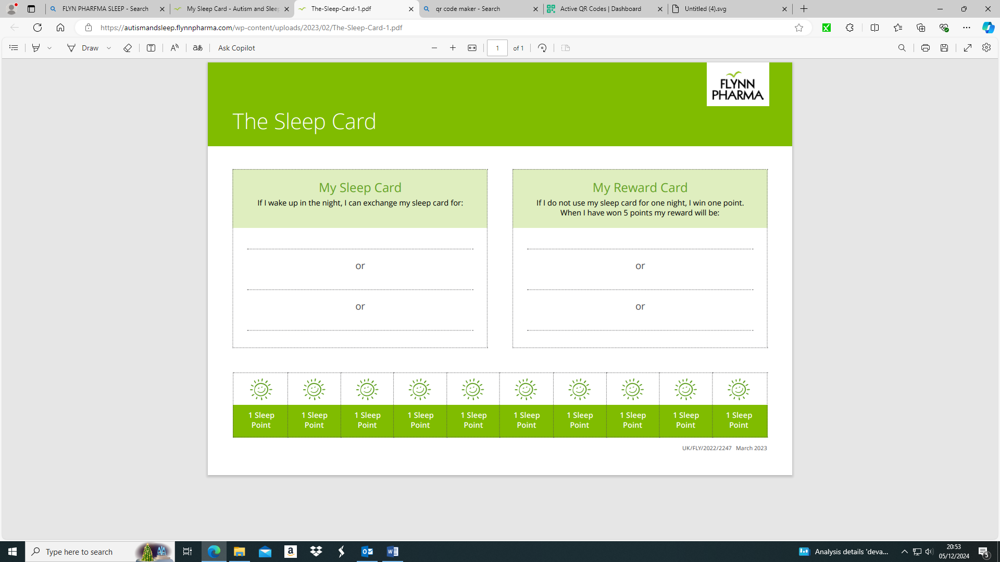 FLYN PHARFMA SLEEP - Search
My Sleep Card - Autism and Sleep
The-Sleep-Card-1.pdf
qr code maker - Search
Active QR Codes | Dashboard
Untitled (4).svg
https://autismandsleep.flynnpharma.com/wp-content/uploads/2023/02/The-Sleep-Card-1.pdf
Draw
aあ
Ask Copilot
1
of 1
FLYNN
PHARMA
The Sleep Card
My Sleep Card
If I wake up in the night, I can exchange my sleep card for:
or
or
My Reward Card
If I do not use my sleep card for one night, I win one point.
When I have won 5 points my reward will be:
or
or
1 Sleep Point
1 Sleep Point
1 Sleep Point
1 Sleep Point
1 Sleep Point
1 Sleep Point
1 Sleep Point
1 Sleep Point
1 Sleep Point
1 Sleep Point
UK/FLY/2022/2247 March 2023
Type here to search
Analysis details 'deva...
20:53
05/12/2024
5